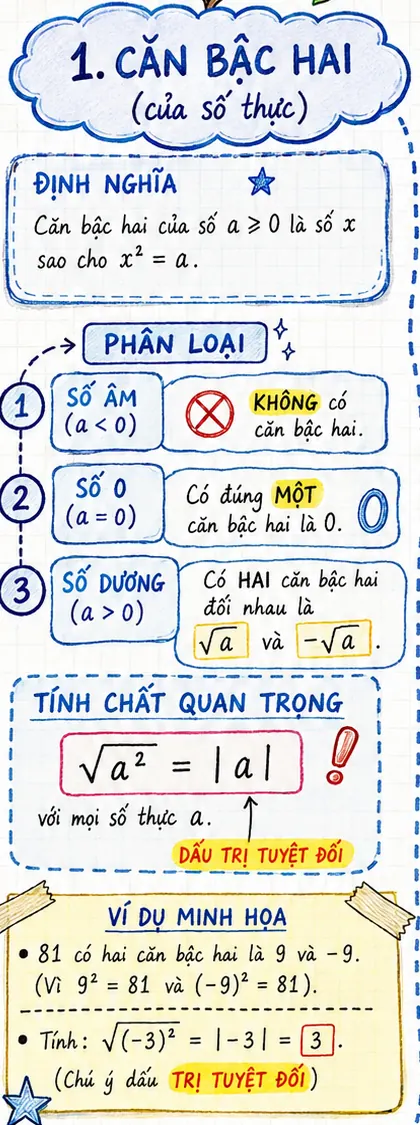 1. CĂN BẬC HAI
(của số thực)
ĐỊNH NGHĨA
Căn bậc hai của số a ⩾ 0 là số x
sao cho x² = a.
PHÂN LOẠI
1
SỐ ÂM
(a < 0)
KHÔNG có
căn bậc hai.
2
SỐ 0
(a = 0)
Có đúng MỘT
căn bậc hai là 0.
0
3
SỐ DƯƠNG
(a > 0)
Có HAI căn bậc hai
đối nhau là
√a và −√a.
TÍNH CHẤT QUAN TRỌNG
√a² = |a| !
với mọi số thực a.
DẤU TRỊ TUYỆT ĐỐI
VÍ DỤ MINH HỌA
• 81 có hai căn bậc hai là 9 và −9.
(Vì 9² = 81 và (−9)² = 81).
• Tính: √(−3)² = |−3| = 3.
(Chú ý dấu TRỊ TUYỆT ĐỐI)